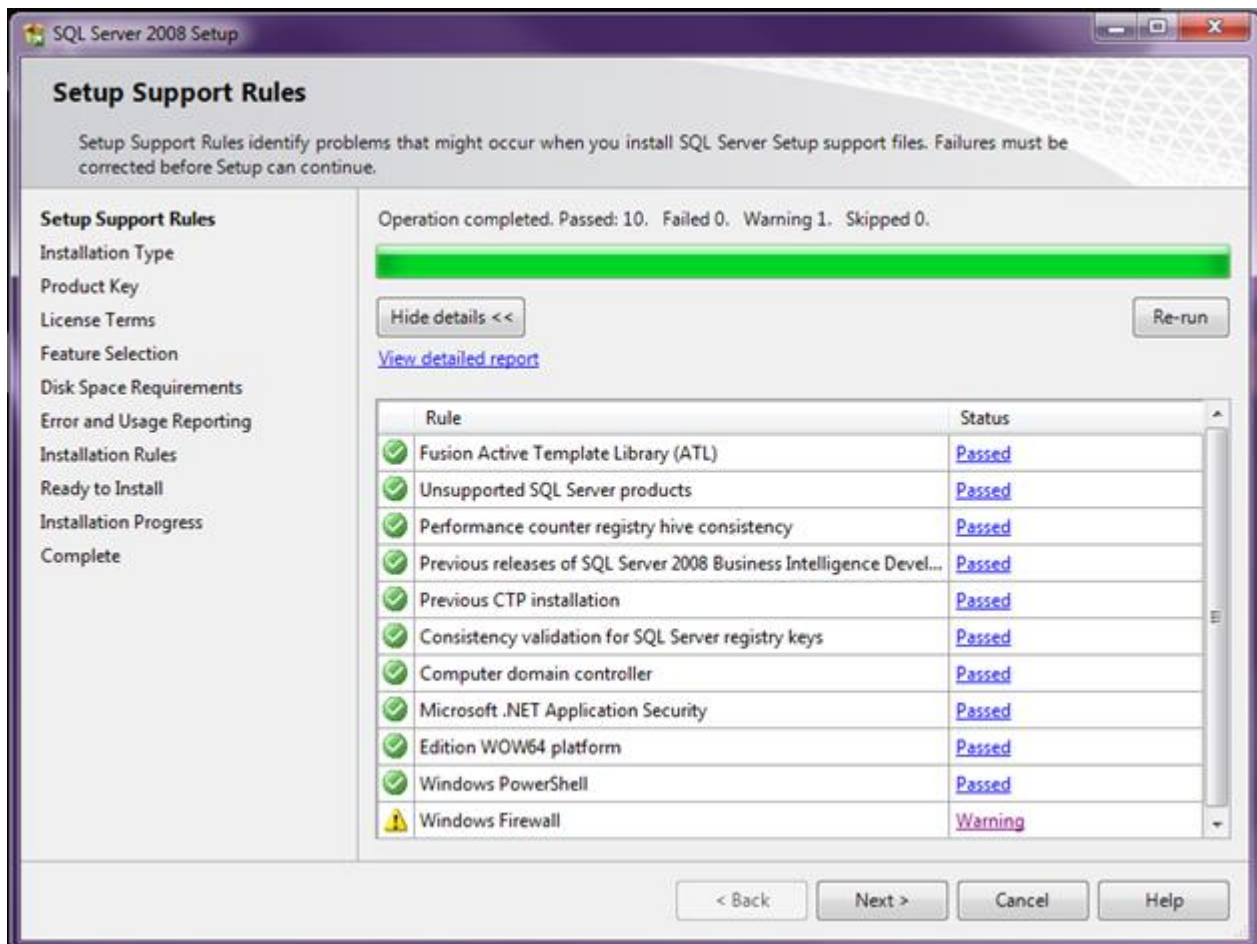 SQL Server 2008 Setup
Setup Support Rules
Setup Support Rules identify problems that might occur when you install SQL Server Setup support files. Failures must be
corrected before Setup can continue.
Setup Support Rules
Installation Type
Product Key
License Terms
Feature Selection
Disk Space Requirements
Error and Usage Reporting
Installation Rules
Ready to Install
Installation Progress
Complete
Operation completed. Passed: 10. Failed 0. Warning 1. Skipped 0.
Hide details <<
Re-run
View detailed report
Rule Status
Fusion Active Template Library (ATL) Passed
Unsupported SQL Server products Passed
Performance counter registry hive consistency Passed
Previous releases of SQL Server 2008 Business Intelligence Devel... Passed
Previous CTP installation Passed
Consistency validation for SQL Server registry keys Passed
Computer domain controller Passed
Microsoft .NET Application Security Passed
Edition WOW64 platform Passed
Windows PowerShell Passed
Windows Firewall Warning
< Back Next > Cancel Help